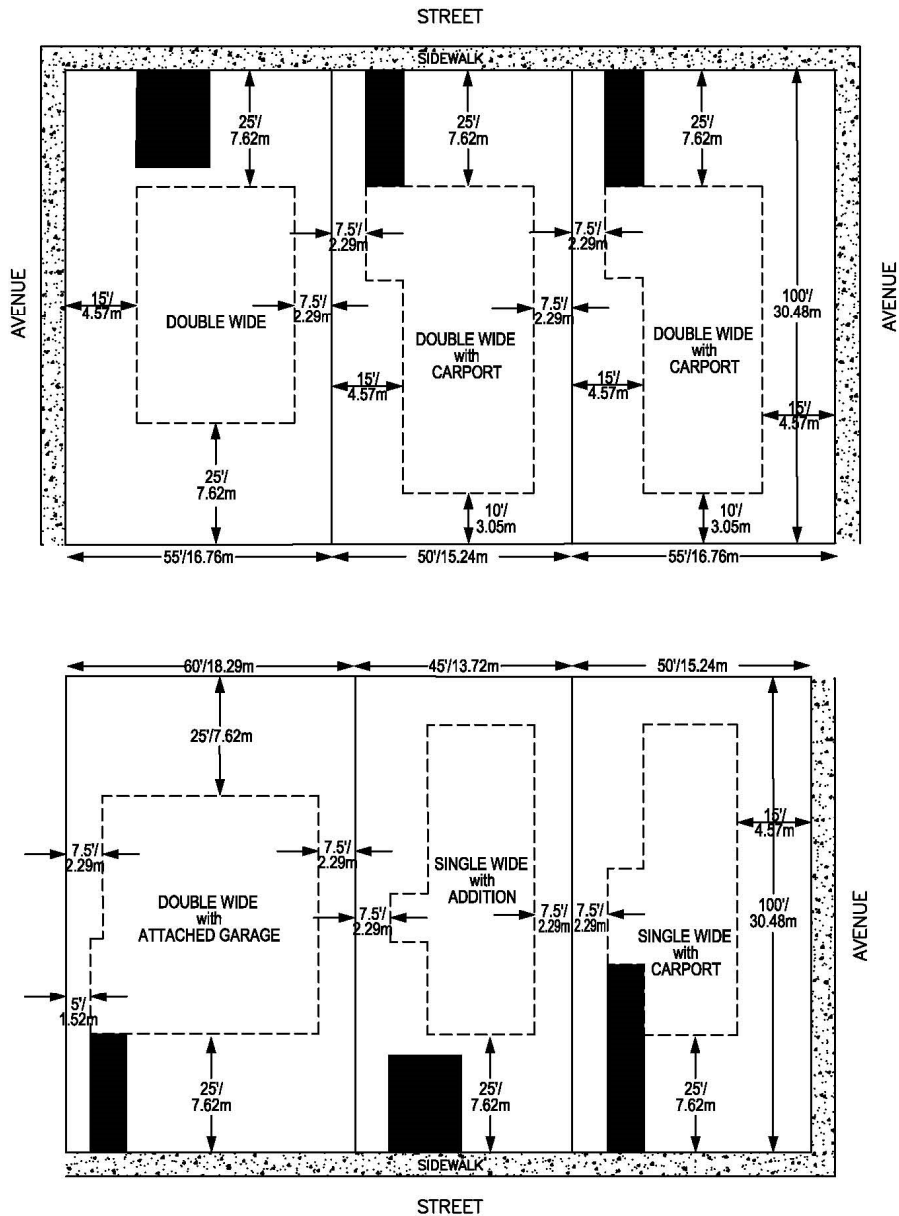 STREET
SIDEWALK
25'/
7.62m
25'/
7.62m
25'/
7.62m
7.5'/
2.29m
7.5'/
2.29m
AVENUE
15'/
4.57m
7.5'/
2.29m
DOUBLE WIDE
7.5'/
2.29m
100'/
30.48m
AVENUE
DOUBLE WIDE
with
CARPORT
DOUBLE WIDE
with
CARPORT
15'/
4.57m
15'/
4.57m
15'/
4.57m
25'/
7.62m
10'/
3.05m
10'/
3.05m
55'/16.76m
50'/15.24m
55'/16.76m
60'/18.29m
45'/13.72m
50'/15.24m
25'/7.62m
15'/
4.57m
7.5'/
2.29m
7.5'/
2.29m
SINGLE WIDE
with
ADDITION
DOUBLE WIDE
with
ATTACHED GARAGE
7.5'/
2.29m
7.5'/
2.29m
7.5'/
2.29m
100'/
30.48m
AVENUE
SINGLE WIDE
with
CARPORT
5'/
1.52m
25'/
7.62m
25'/
7.62m
25'/
7.62m
SIDEWALK
STREET